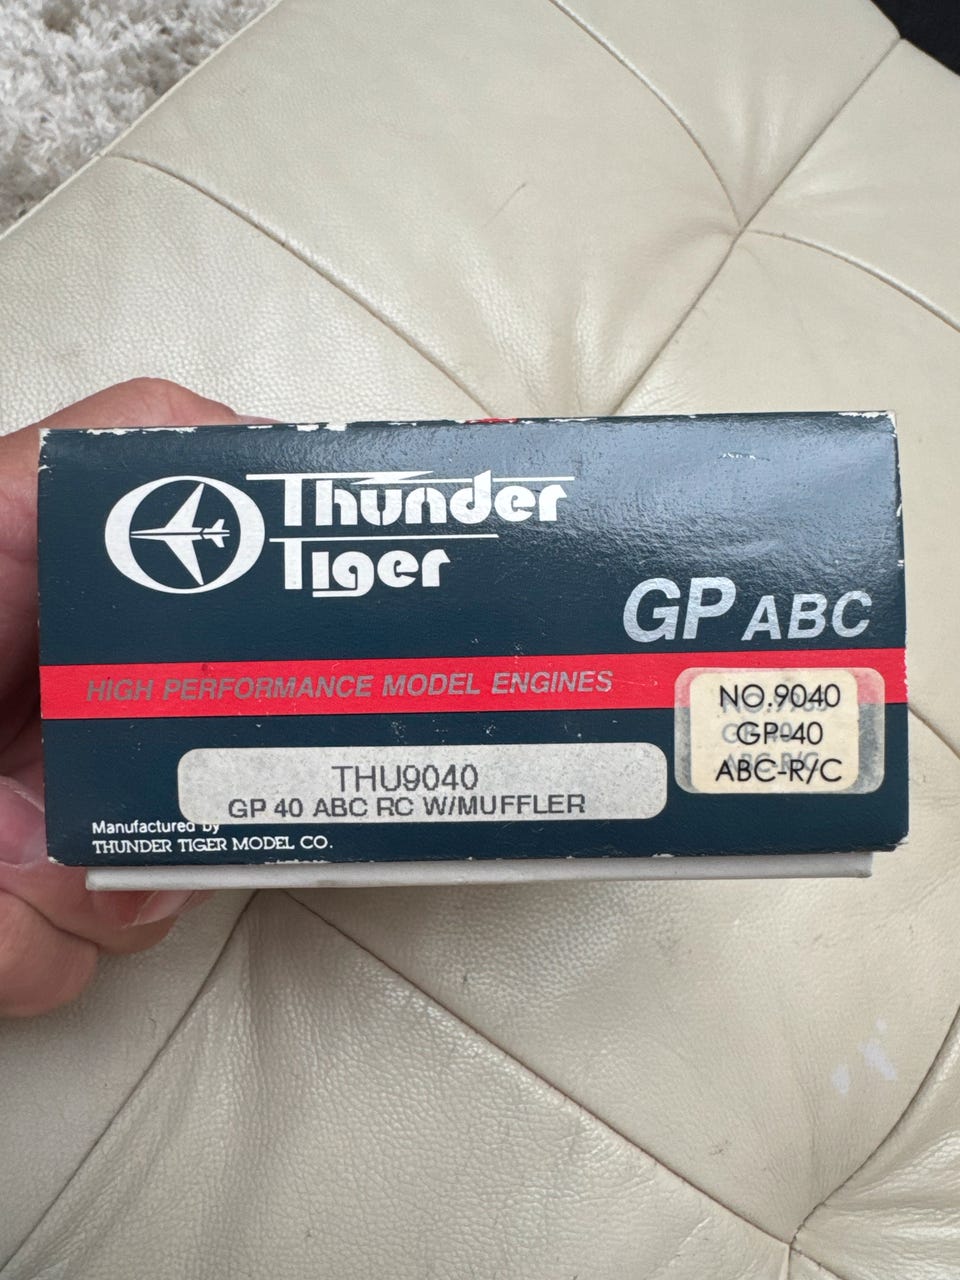 Thunder
Tiger
GP ABC
HIGH PERFORMANCE MODEL ENGINES
NO.9040
GP-40
ABC-R/C
THU9040
GP 40 ABC RC W/MUFFLER
Manufactured by
THUNDER TIGER MODEL CO.